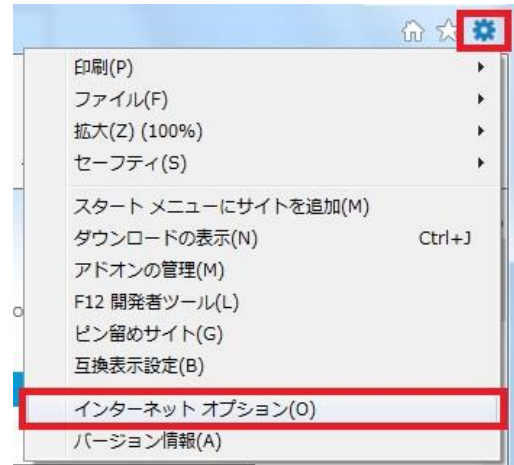 印刷(P)
ファイル(F)
拡大(Z) (100%)
セーフティ(S)
スタート メニューにサイトを追加(M)
ダウンロードの表示(N) Ctrl+J
アドオンの管理(M)
F12 開発者ツール(L)
ピン留めサイト(G)
互換表示設定(B)
インターネット オプション(O)
バージョン情報(A)